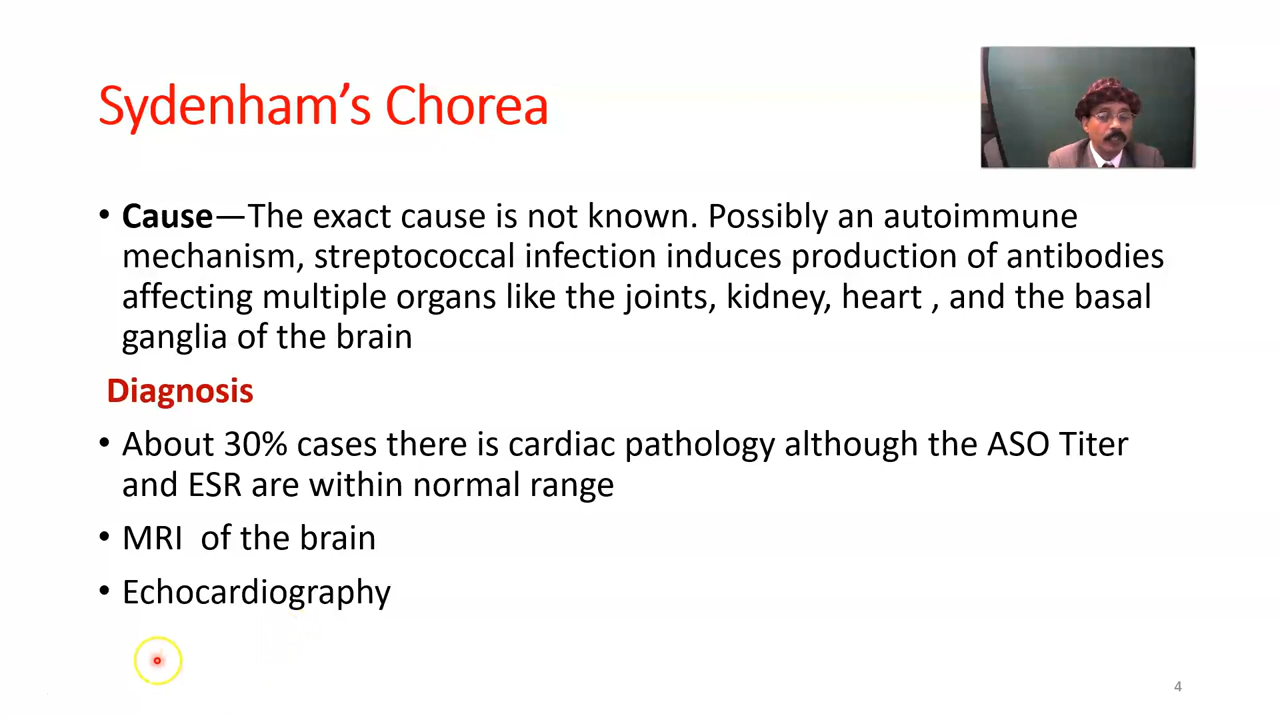 Sydenham's Chorea
• Cause—The exact cause is not known. Possibly an autoimmune
mechanism, streptococcal infection induces production of antibodies
affecting multiple organs like the joints, kidney, heart , and the basal
ganglia of the brain
Diagnosis
• About 30% cases there is cardiac pathology although the ASO Titer
and ESR are within normal range
• MRI  of the brain
• Echocardiography
4